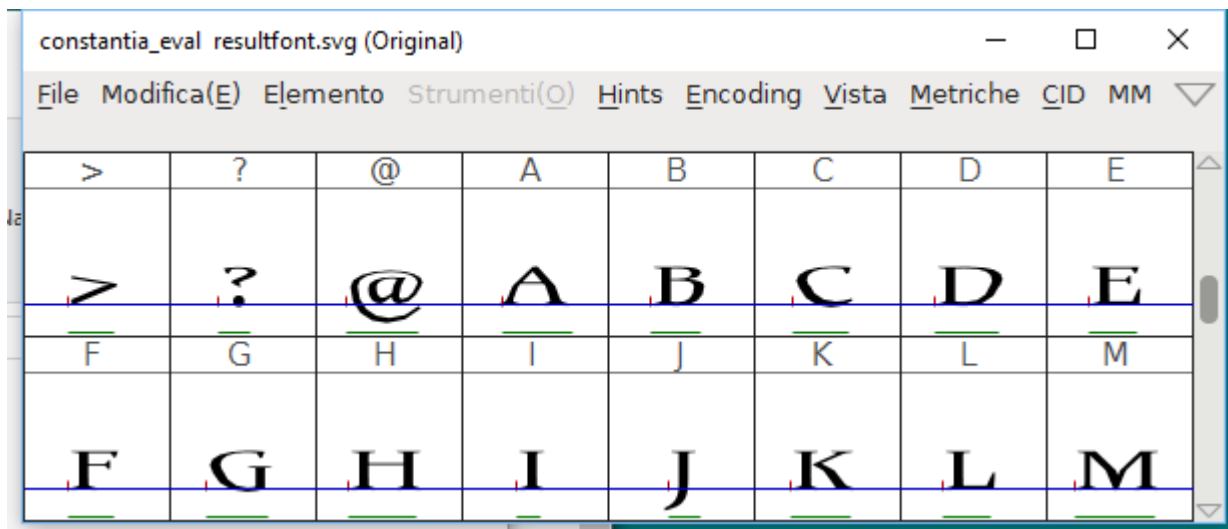 constantia_eval resultfont.svg (Original)
File Modifica(E) Elemento Strumenti(O) Hints Encoding Vista Metriche CID MM
> ? @ A B C D E
> ? @ A B C D E
F G H I J K L M
F G H I J K L M